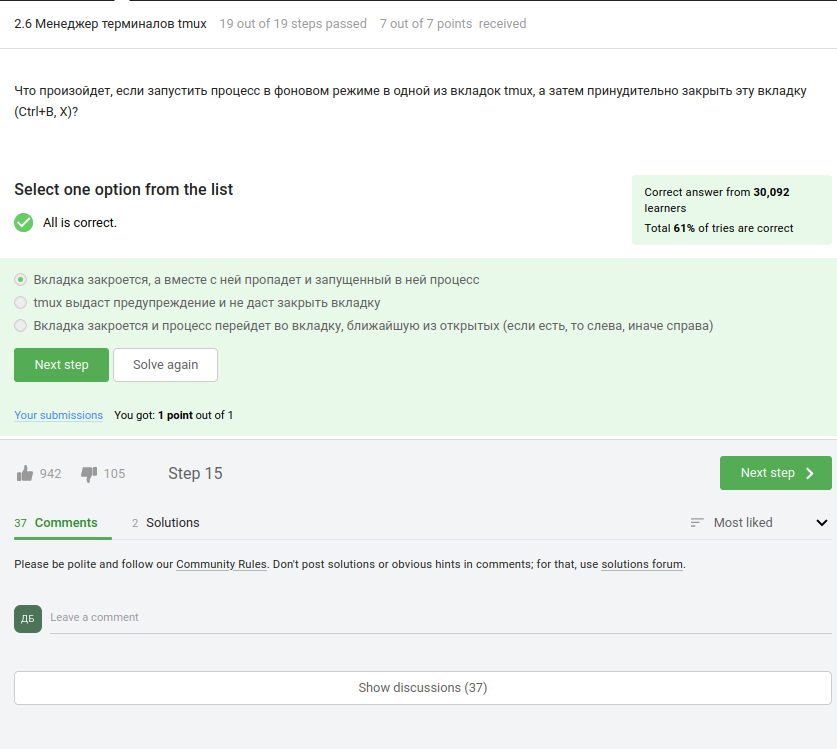 2.6 Менеджер терминалов tmux 19 out of 19 steps passed 7 out of 7 points received
Что произойдет, если запустить процесс в фоновом режиме в одной из вкладок tmux, а затем принудительно закрыть эту вкладку
(Ctrl+B, X)?
Select one option from the list
All is correct.
Correct answer from 30,092
learners
Total 61% of tries are correct
Вкладка закроется, а вместе с ней пропадет и запущенный в ней процесс
tmux выдаст предупреждение и не даст закрыть вкладку
Вкладка закроется и процесс перейдет во вкладку, ближайшую из открытых (если есть, то слева, иначе справа)
Next step Solve again
Your submissions You got: 1 point out of 1
942 105 Step 15 Next step
37 Comments 2 Solutions Most liked
Please be polite and follow our Community Rules. Don't post solutions or obvious hints in comments; for that, use solutions forum.
ДБ Leave a comment
Show discussions (37)